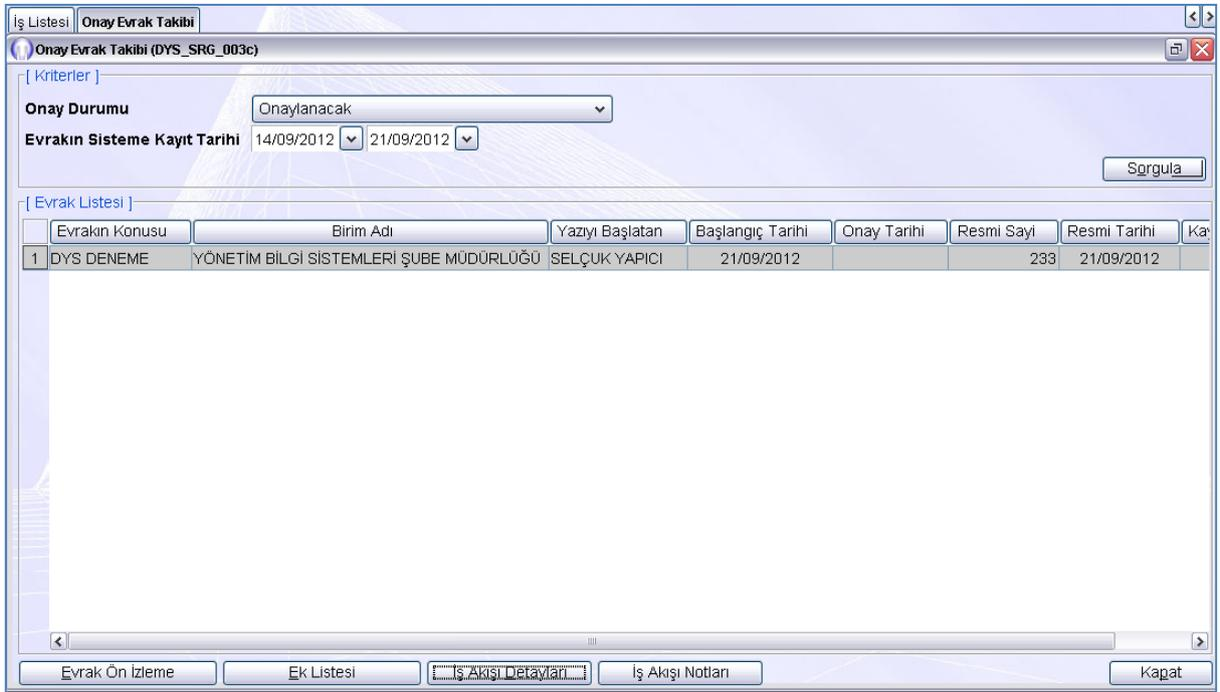 İş Listesi Onay Evrak Takibi
Onay Evrak Takibi (DYS_SRG_003c)
[ Kriterler ]
Onay Durumu Onaylanacak
Evrakın Sisteme Kayıt Tarihi 14/09/2012 21/09/2012
Sorgula
[ Evrak Listesi ]
Evrakın Konusu Birim Adı Yazıyı Başlatan Başlangıç Tarihi Onay Tarihi Resmi Sayi Resmi Tarihi Kay
1 DYS DENEME YÖNETİM BİLGİ SİSTEMLERİ ŞUBE MÜDÜRLÜĞÜ SELÇUK YAPICI 21/09/2012 233 21/09/2012
Evrak Ön İzleme Ek Listesi İş Akışı Detayları İş Akışı Notları Kapat